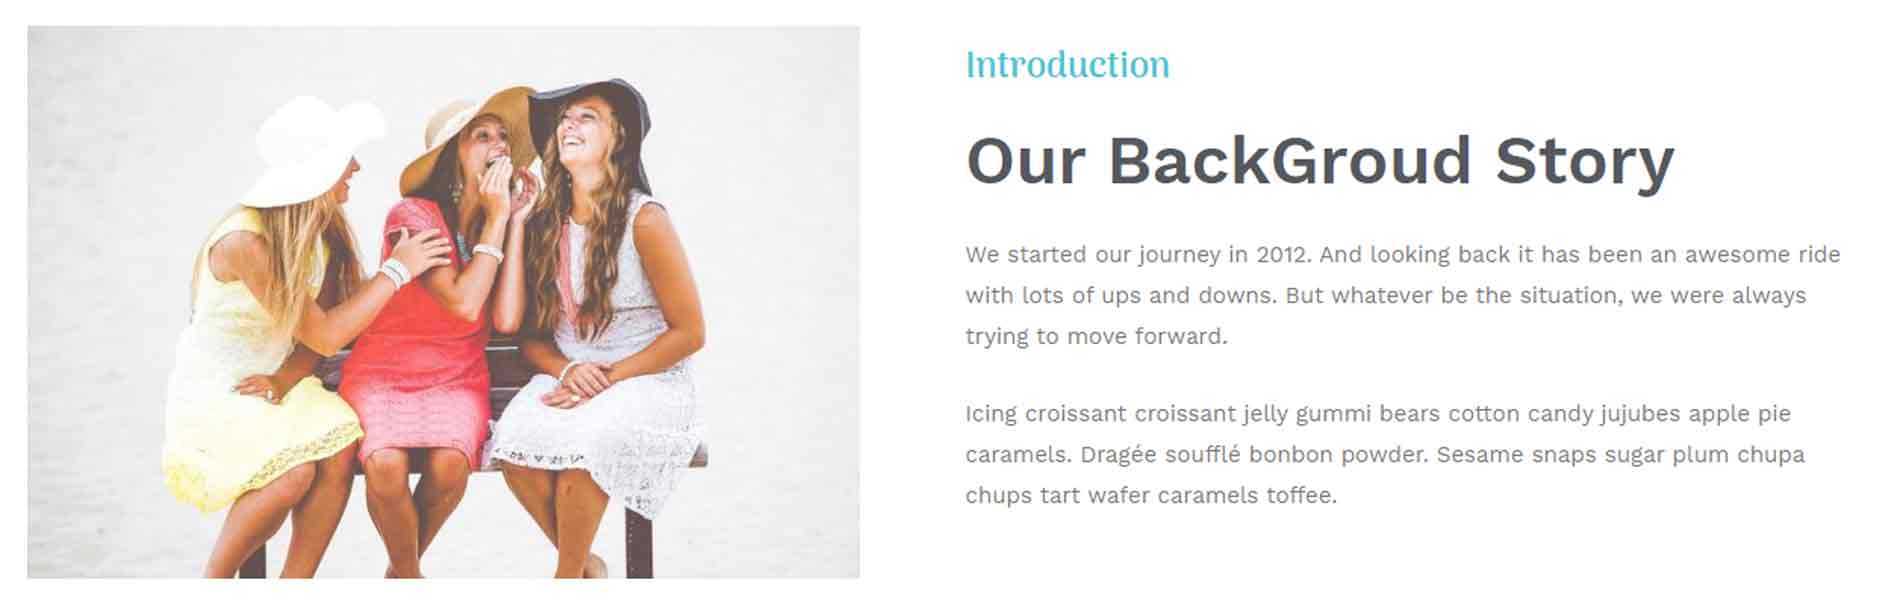 Introduction
Our BackGroud Story
We started our journey in 2012. And looking back it has been an awesome ride
with lots of ups and downs. But whatever be the situation, we were always
trying to move forward.
Icing croissant croissant jelly gummi bears cotton candy jujubes apple pie
caramels. Dragée soufflé bonbon powder. Sesame snaps sugar plum chupa
chups tart wafer caramels toffee.